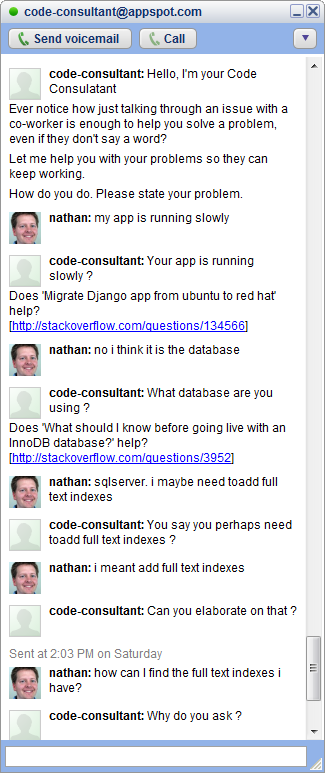 code-consultant@appspot.com
Send voicemail Call
code-consultant: Hello, I'm your Code
Consulatant
Ever notice how just talking through an issue with a
co-worker is enough to help you solve a problem,
even if they don't say a word?
Let me help you with your problems so they can
keep working.
How do you do. Please state your problem.
nathan: my app is running slowly
code-consultant: Your app is running
slowly ?
Does 'Migrate Django app from ubuntu to red hat'
help?
[http://stackoverflow.com/questions/134566]
nathan: no i think it is the database
code-consultant: What database are you
using ?
Does 'What should I know before going live with an
InnoDB database?' help?
[http://stackoverflow.com/questions/3952]
nathan: sqlserver. i maybe need toadd full
text indexes
code-consultant: You say you perhaps need
toadd full text indexes ?
nathan: i meant add full text indexes
code-consultant: Can you elaborate on that ?
Sent at 2:03 PM on Saturday
nathan: how can I find the full text indexes i
have?
code-consultant: Why do you ask ?